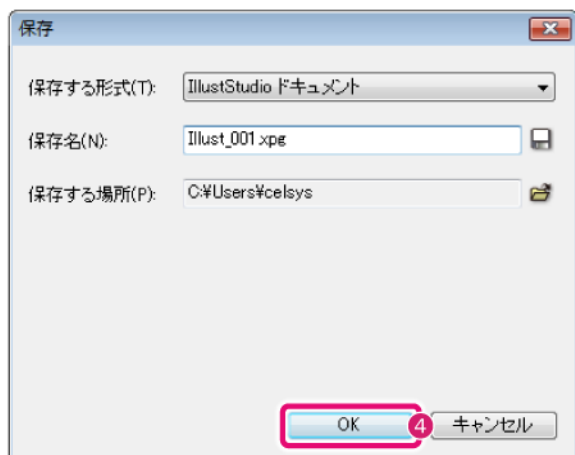 保存
保存する形式(T): IllustStudio ドキュメント
保存名(N): Illust_001.xpg
保存する場所(P): C:¥Users¥celsys
OK 4 キャンセル